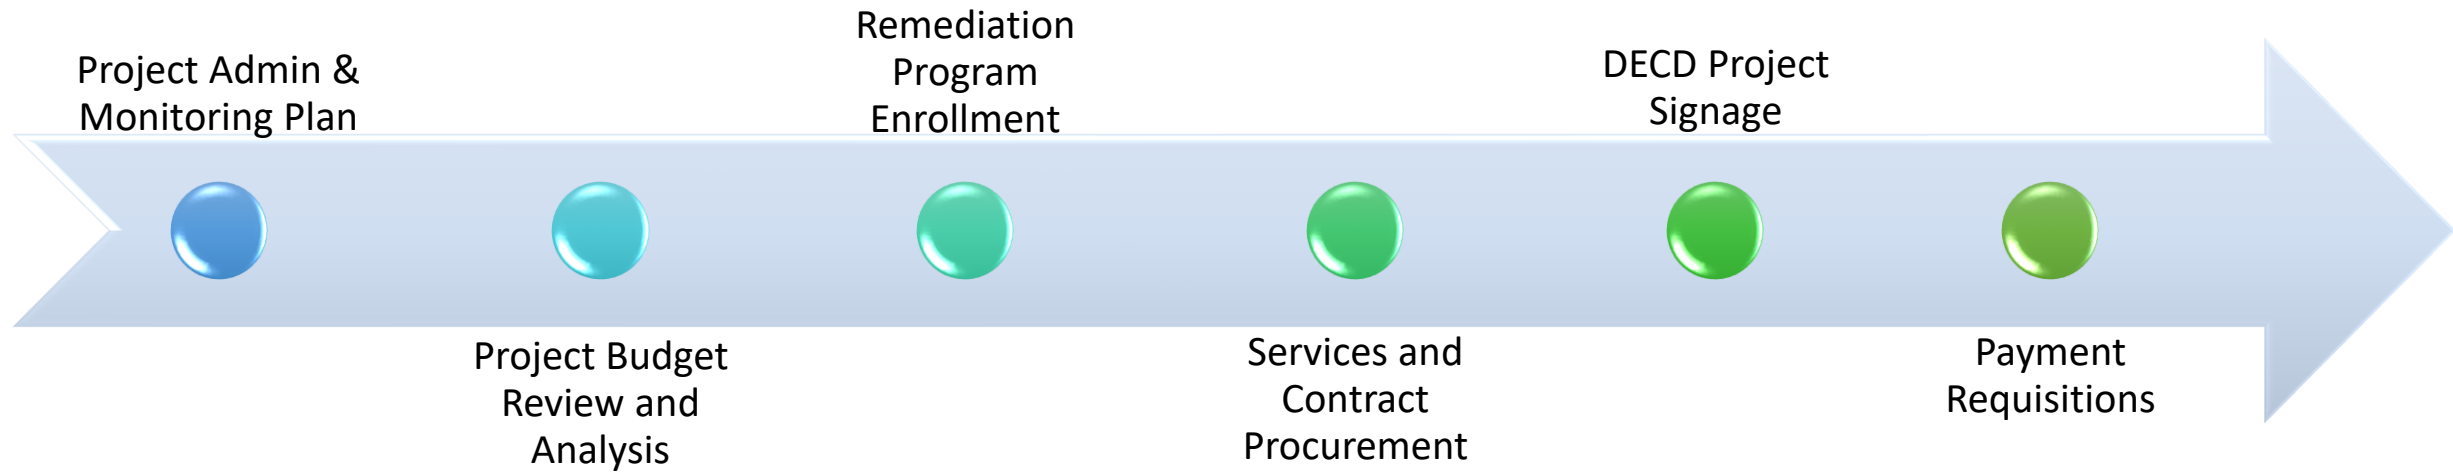 Project Admin &
Monitoring Plan
Project Budget
Review and
Analysis
Remediation
Program
Enrollment
Services and
Contract
Procurement
DECD Project
Signage
Payment
Requisitions